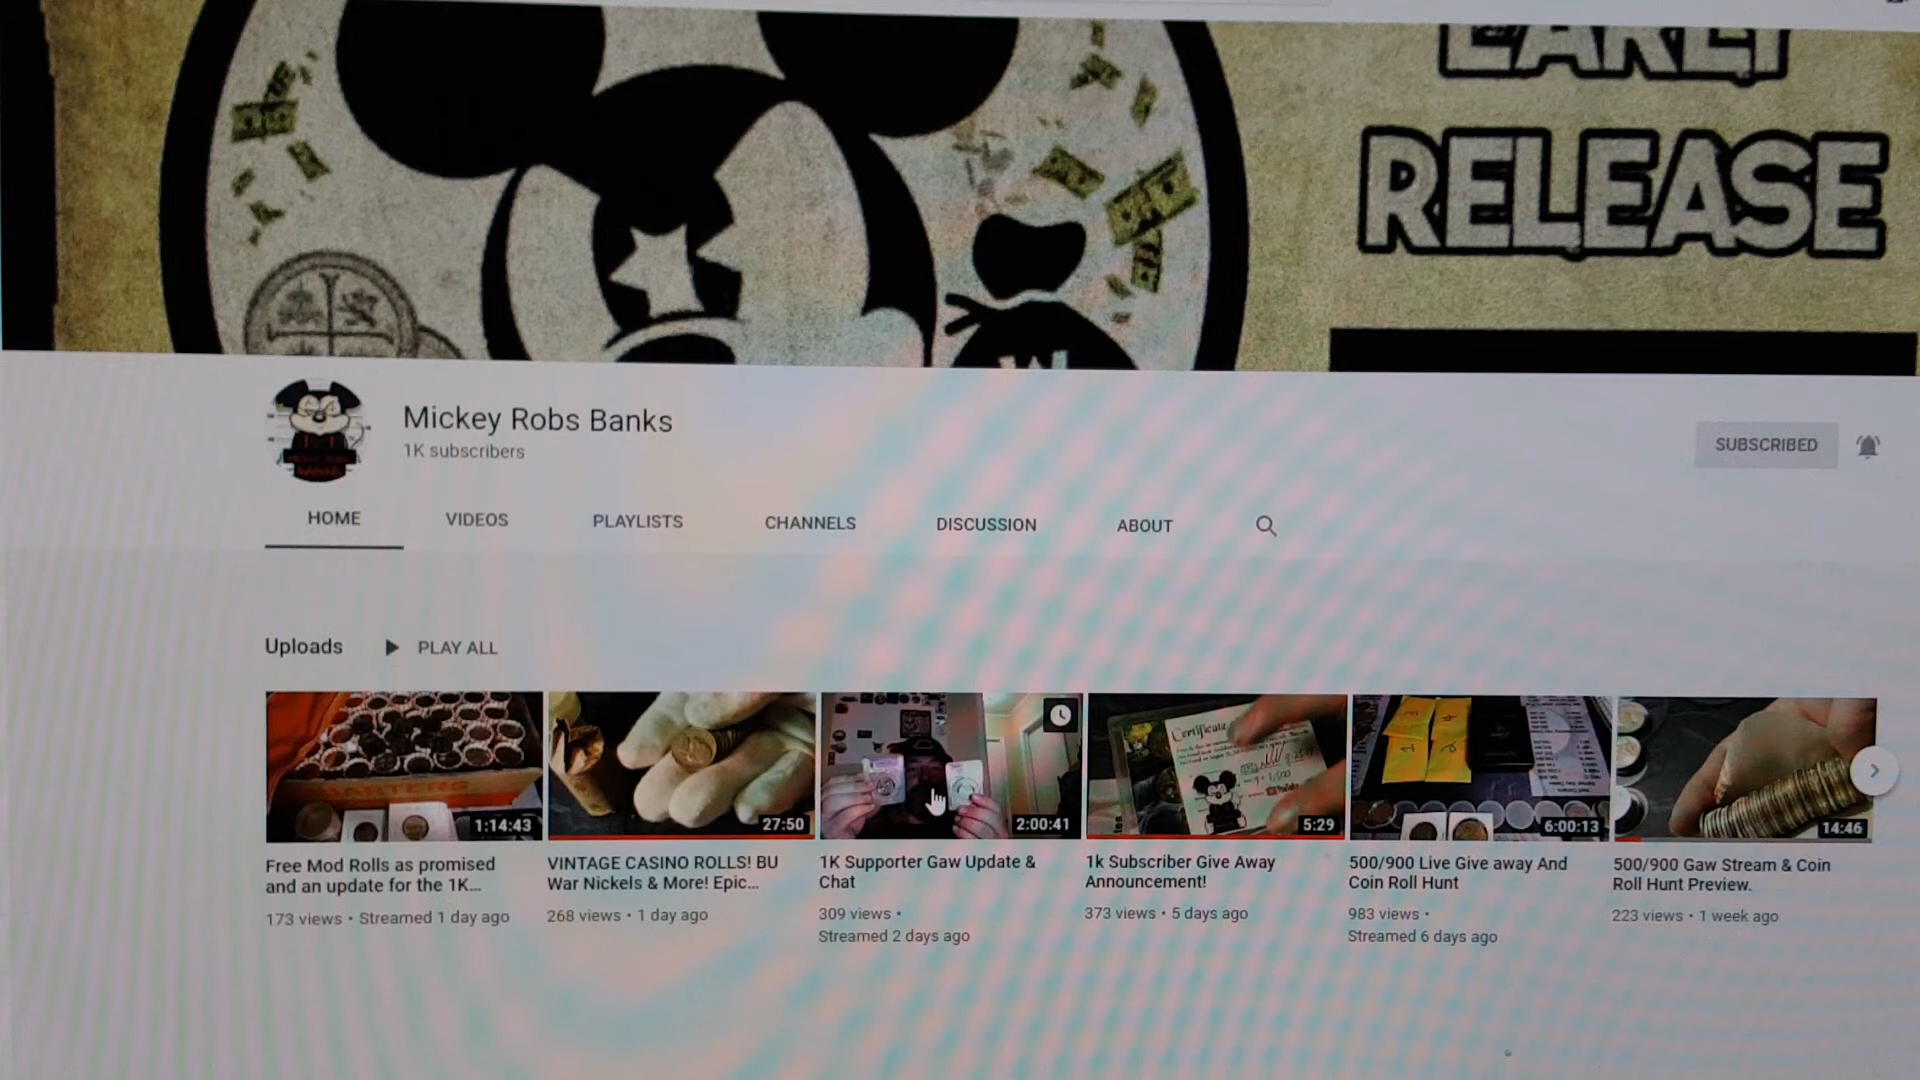 EARLY
RELEASE
Mickey Robs Banks
1K subscribers
SUBSCRIBED
HOME VIDEOS PLAYLISTS CHANNELS DISCUSSION ABOUT
Uploads PLAY ALL
QUARTERS
Certificate
1:14:43 27:50 2:00:41 5:29 6:00:13 14:46
Free Mod Rolls as promised
and an update for the 1K...
173 views • Streamed 1 day ago
VINTAGE CASINO ROLLS! BU
War Nickels & More! Epic...
268 views • 1 day ago
1K Supporter Gaw Update &
Chat
309 views •
Streamed 2 days ago
1k Subscriber Give Away
Announcement!
373 views • 5 days ago
500/900 Live Give away And
Coin Roll Hunt
983 views •
Streamed 6 days ago
500/900 Gaw Stream & Coin
Roll Hunt Preview.
223 views • 1 week ago